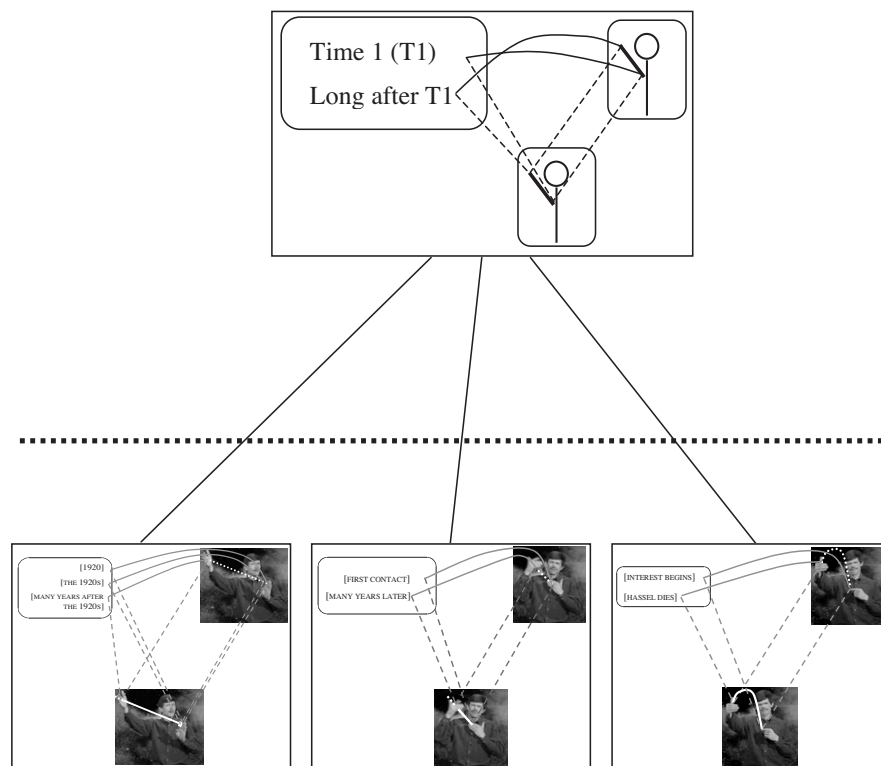 Time 1 (T1)
Long after T1
[1920]
[THE 1920S]
[MANY YEARS AFTER
THE 1920S]
[FIRST CONTACT]
[MANY YEARS LATER]
[INTEREST BEGINS]
[HASSEL DIES]